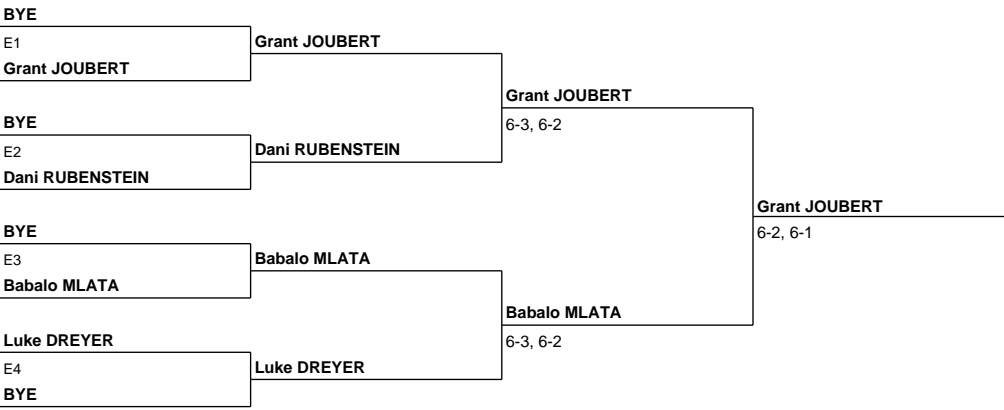 BYE
E1
Grant JOUBERT
Grant JOUBERT
Grant JOUBERT
6-3, 6-2
BYE
E2
Dani RUBENSTEIN
Dani RUBENSTEIN
Grant JOUBERT
6-2, 6-1
BYE
E3
Babalo MLATA
Babalo MLATA
Babalo MLATA
6-3, 6-2
Luke DREYER
E4
BYE
Luke DREYER